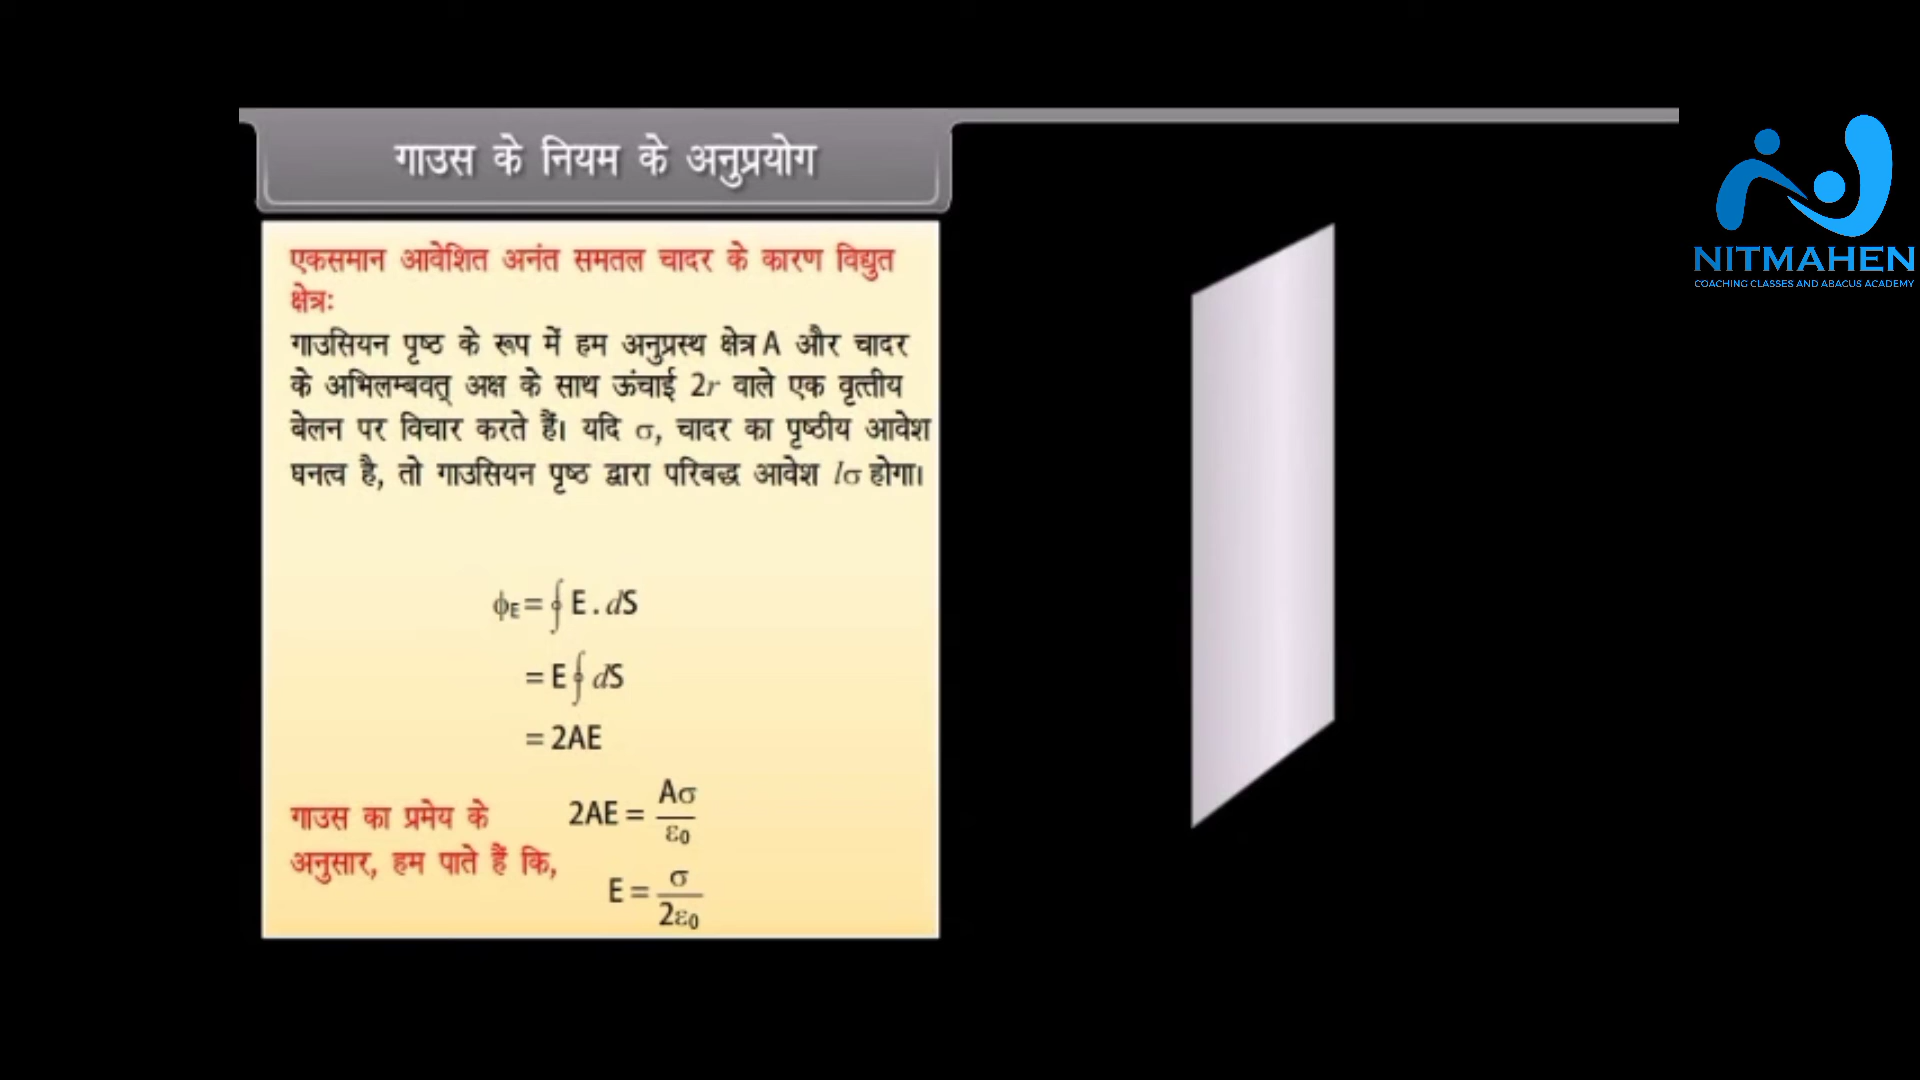 गाउस के नियम के अनुप्रयोग
एकसमान आवेशित अनंत समतल चादर के कारण विद्युत
क्षेत्रः
गाउसियन पृष्ठ के रूप में हम अनुप्रस्थ क्षेत्र A और चादर
के अभिलम्बवत् अक्ष के साथ ऊंचाई 2r वाले एक वृत्तीय
बेलन पर विचार करते हैं। यदि σ, चादर का पृष्ठीय आवेश
घनत्व है, तो गाउसियन पृष्ठ द्वारा परिबद्ध आवेश lσ होगा।
ϕE = ∮ E . dS
= E ∮ dS
= 2AE
गाउस का प्रमेय के
अनुसार, हम पाते हैं कि,
2AE = Aσ/ε0
E = σ/2ε0
NITMAHEN
COACHING CLASSES AND ABACUS ACADEMY